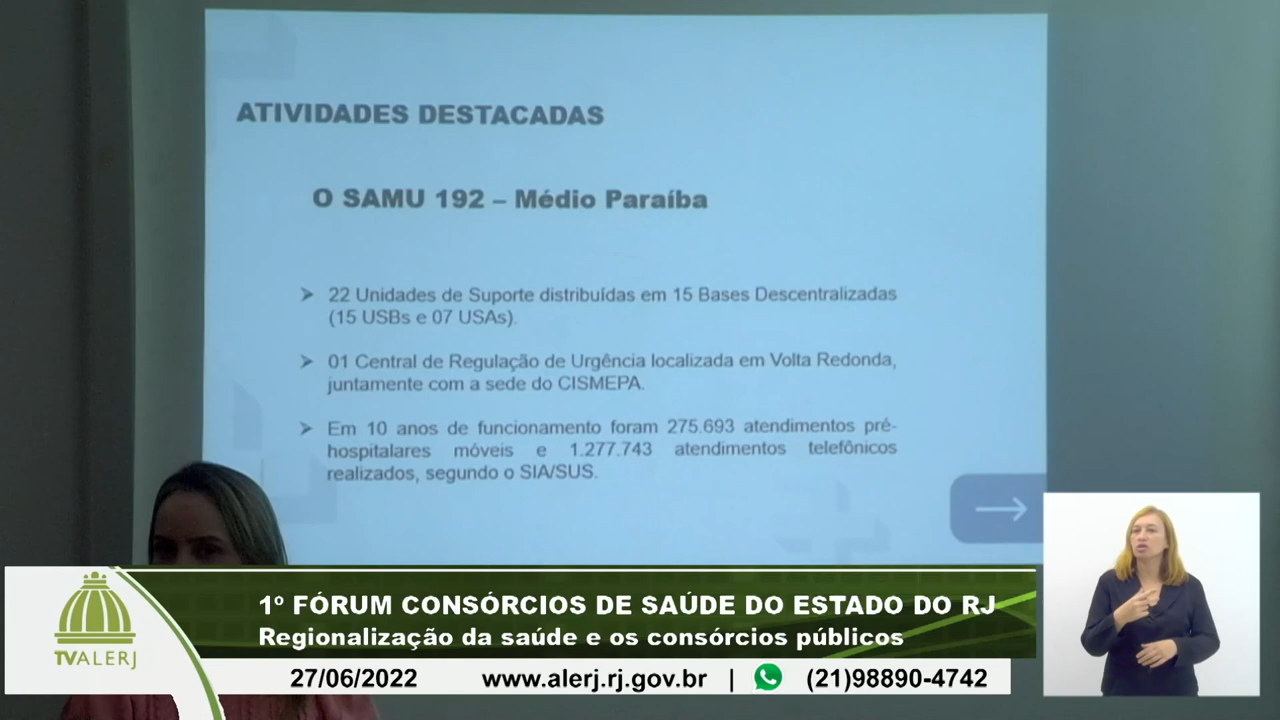 ATIVIDADES DESTACADAS
O SAMU 192 – Médio Paraíba
➤ 22 Unidades de Suporte distribuídas em 15 Bases Descentralizadas
(15 USBs e 07 USAs).
➤ 01 Central de Regulação de Urgência localizada em Volta Redonda,
juntamente com a sede do CISMEPA.
➤ Em 10 anos de funcionamento foram 275.693 atendimentos pré-
hospitalares móveis e 1.277.743 atendimentos telefônicos
realizados, segundo o SIA/SUS.
1º FÓRUM CONSÓRCIOS DE SAÚDE DO ESTADO DO RJ
Regionalização da saúde e os consórcios públicos
TVALERJ
27/06/2022 www.alerj.rj.gov.br | (21)98890-4742